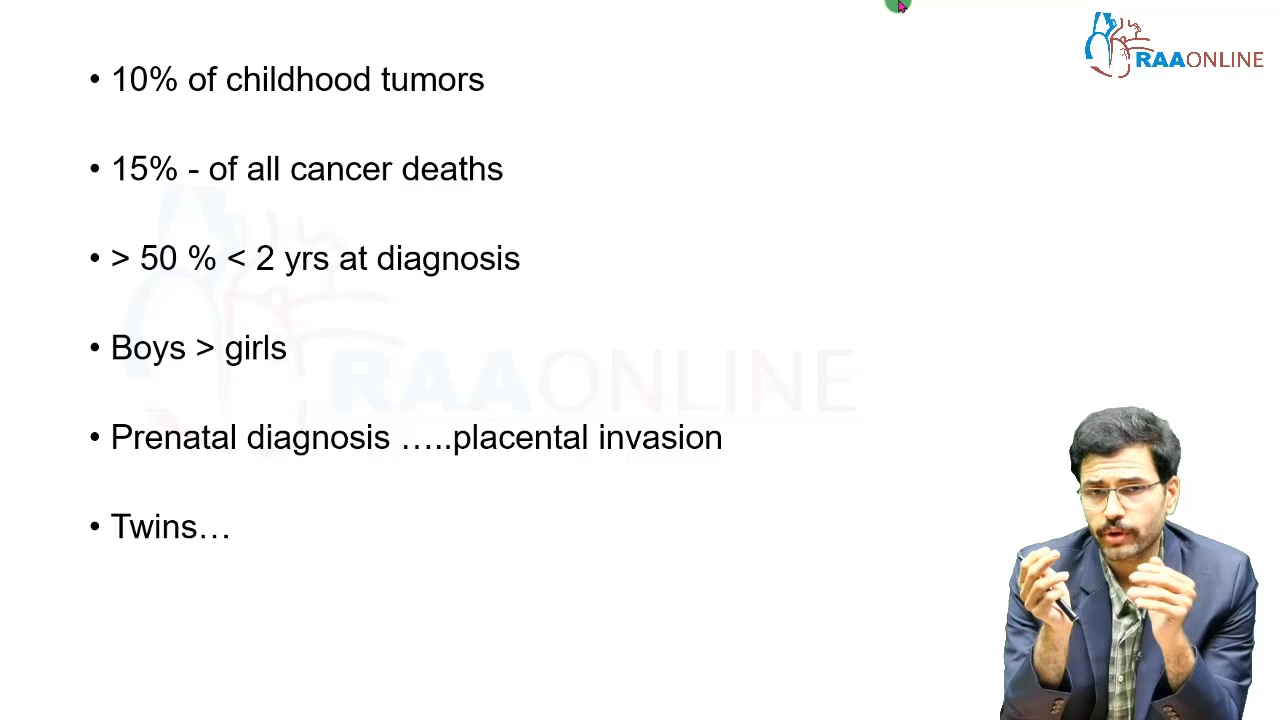 RAAONLINE
• 10% of childhood tumors
• 15% - of all cancer deaths
• > 50 % < 2 yrs at diagnosis
• Boys > girls
RAAONLINE
• Prenatal diagnosis …..placental invasion
• Twins…